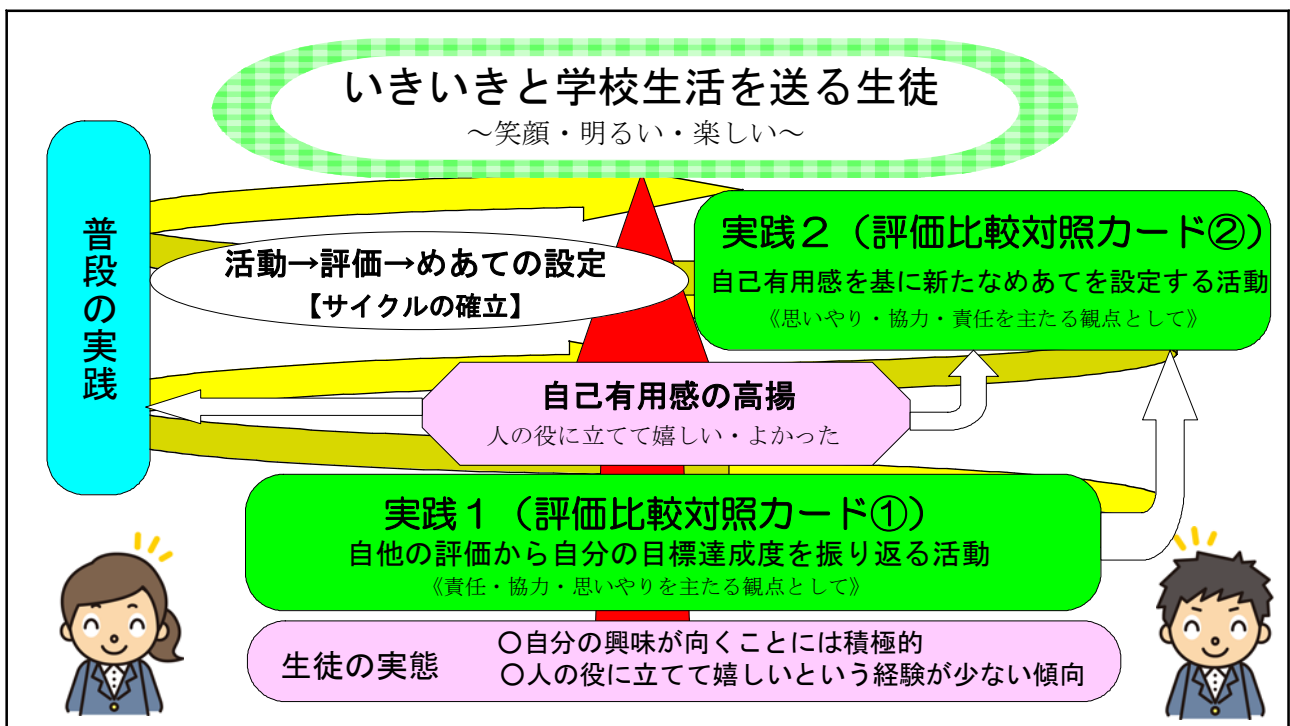 いきいきと学校生活を送る生徒
～笑顔・明るい・楽しい～
普段の実践
実践２（評価比較対照カード②）
自己有用感を基に新たなめあてを設定する活動
《思いやり・協力・責任を主たる観点として》
活動→評価→めあての設定
【サイクルの確立】
自己有用感の高揚
人の役に立てて嬉しい・よかった
実践１（評価比較対照カード①）
自他の評価から自分の目標達成度を振り返る活動
《責任・協力・思いやりを主たる観点として》
生徒の実態
○自分の興味が向くことには積極的
○人の役に立てて嬉しいという経験が少ない傾向